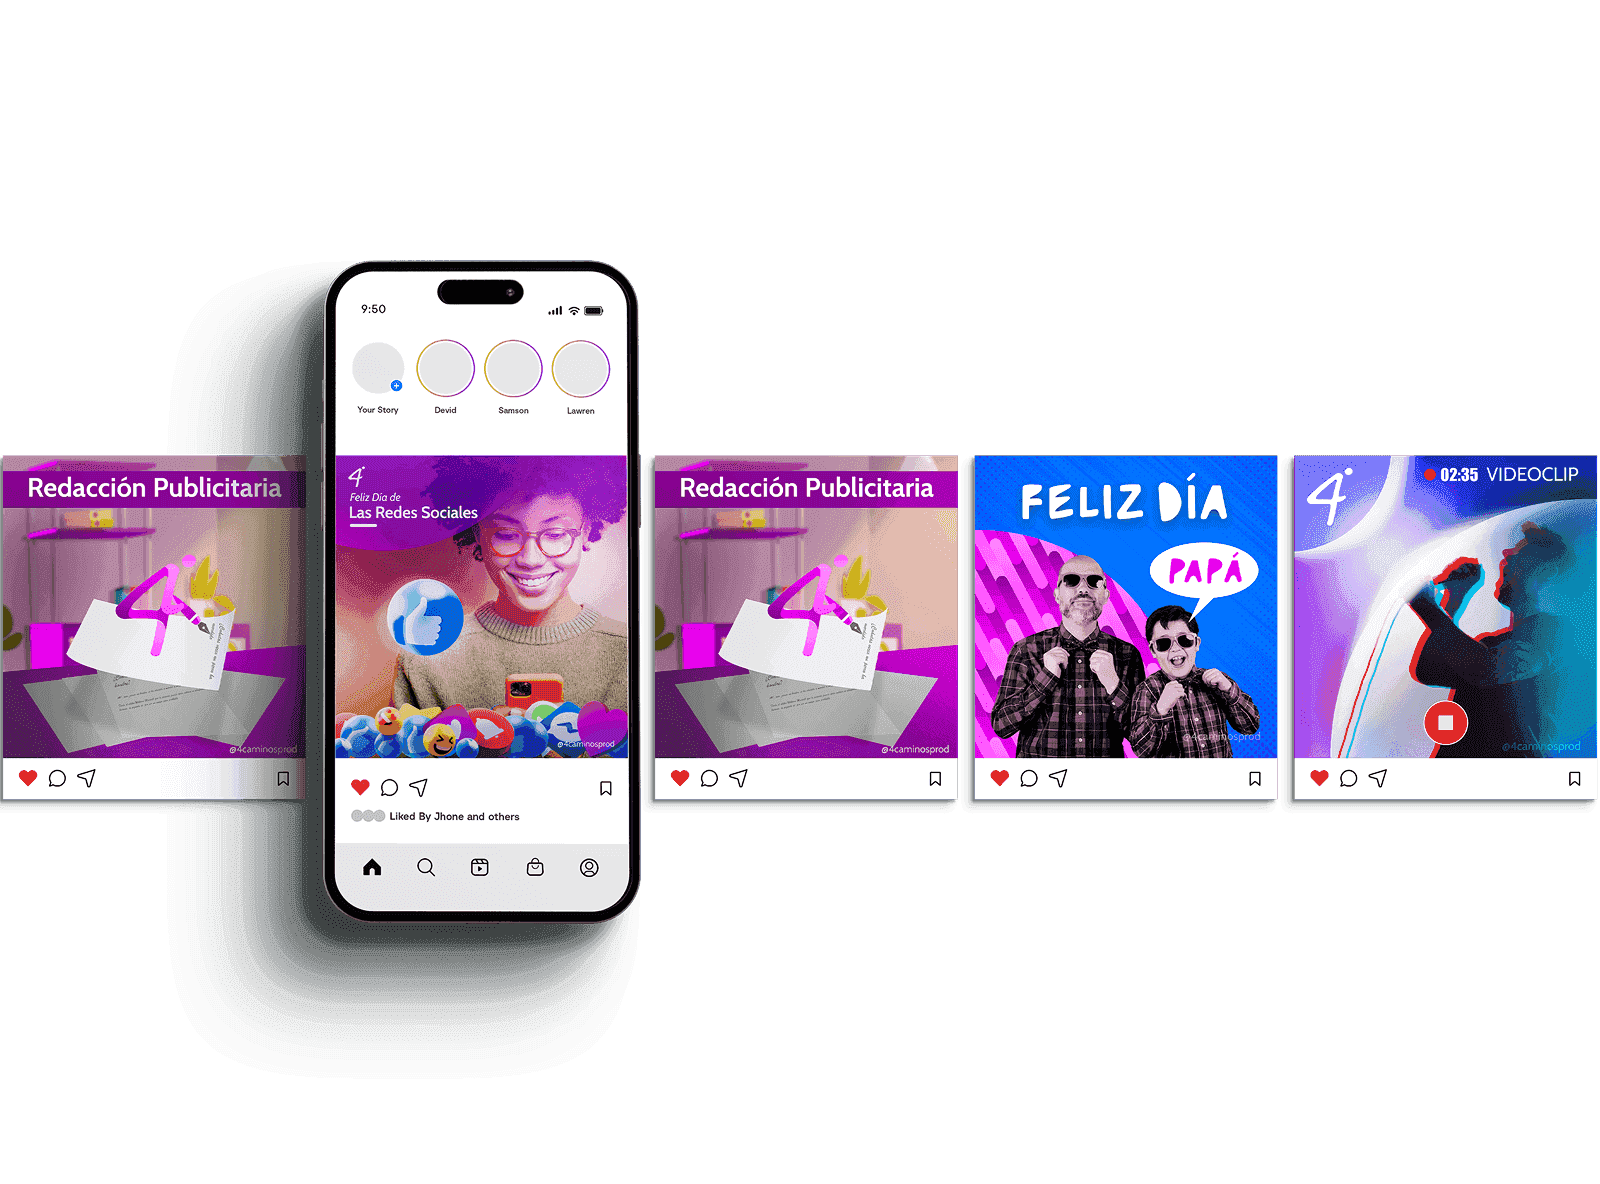 Redacción Publicitaria
@4caminosprod
9:50
Your Story
Devid
Samson
Lawren
4
Feliz Dia de
Las Redes Sociales
@4caminosprod
Liked By Jhone and others
Redacción Publicitaria
@4caminosprod
FELIZ DÍA
PAPÁ
@4caminosprod
4
02:35 VIDEOCLIP
@4caminosprod